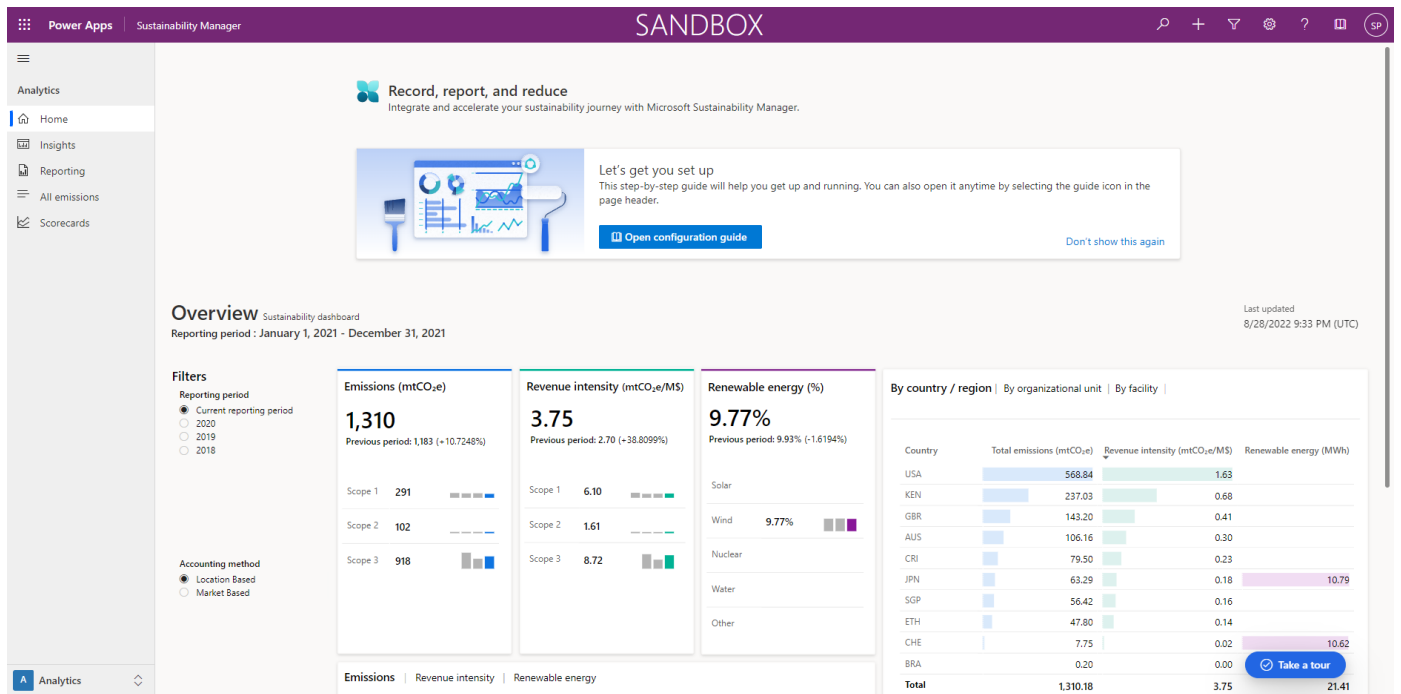 Power Apps Sustainability Manager SANDBOX SP
Analytics
Home
Insights
Reporting
All emissions
Scorecards
Record, report, and reduce
Integrate and accelerate your sustainability journey with Microsoft Sustainability Manager.
Let's get you set up
This step-by-step guide will help you get up and running. You can also open it anytime by selecting the guide icon in the
page header.
Open configuration guide
Don't show this again
Overview Sustainability dashboard
Reporting period : January 1, 2021 - December 31, 2021
Last updated
8/28/2022 9:33 PM (UTC)
Filters
Reporting period
Current reporting period
2020
2019
2018
Accounting method
Location Based
Market Based
Emissions (mtCO₂e)
1,310
Previous period: 1,183 (+10.7248%)
Scope 1 291
Scope 2 102
Scope 3 918
Revenue intensity (mtCO₂e/M$)
3.75
Previous period: 2.70 (+38.8099%)
Scope 1 6.10
Scope 2 1.61
Scope 3 8.72
Renewable energy (%)
9.77%
Previous period: 9.93% (-1.6194%)
Solar
Wind 9.77%
Nuclear
Water
Other
By country / region | By organizational unit | By facility |
Country Total emissions (mtCO₂e) Revenue intensity (mtCO₂e/M$) Renewable energy (MWh)
USA 568.84 1.63
KEN 237.03 0.68
GBR 143.20 0.41
AUS 106.16 0.30
CRI 79.50 0.23
JPN 63.29 0.18 10.79
SGP 56.42 0.16
ETH 47.80 0.14
CHE 7.75 0.02 10.62
BRA 0.20 0.00
Total 1,310.18 3.75 21.41
Take a tour
Emissions | Revenue intensity | Renewable energy
A Analytics